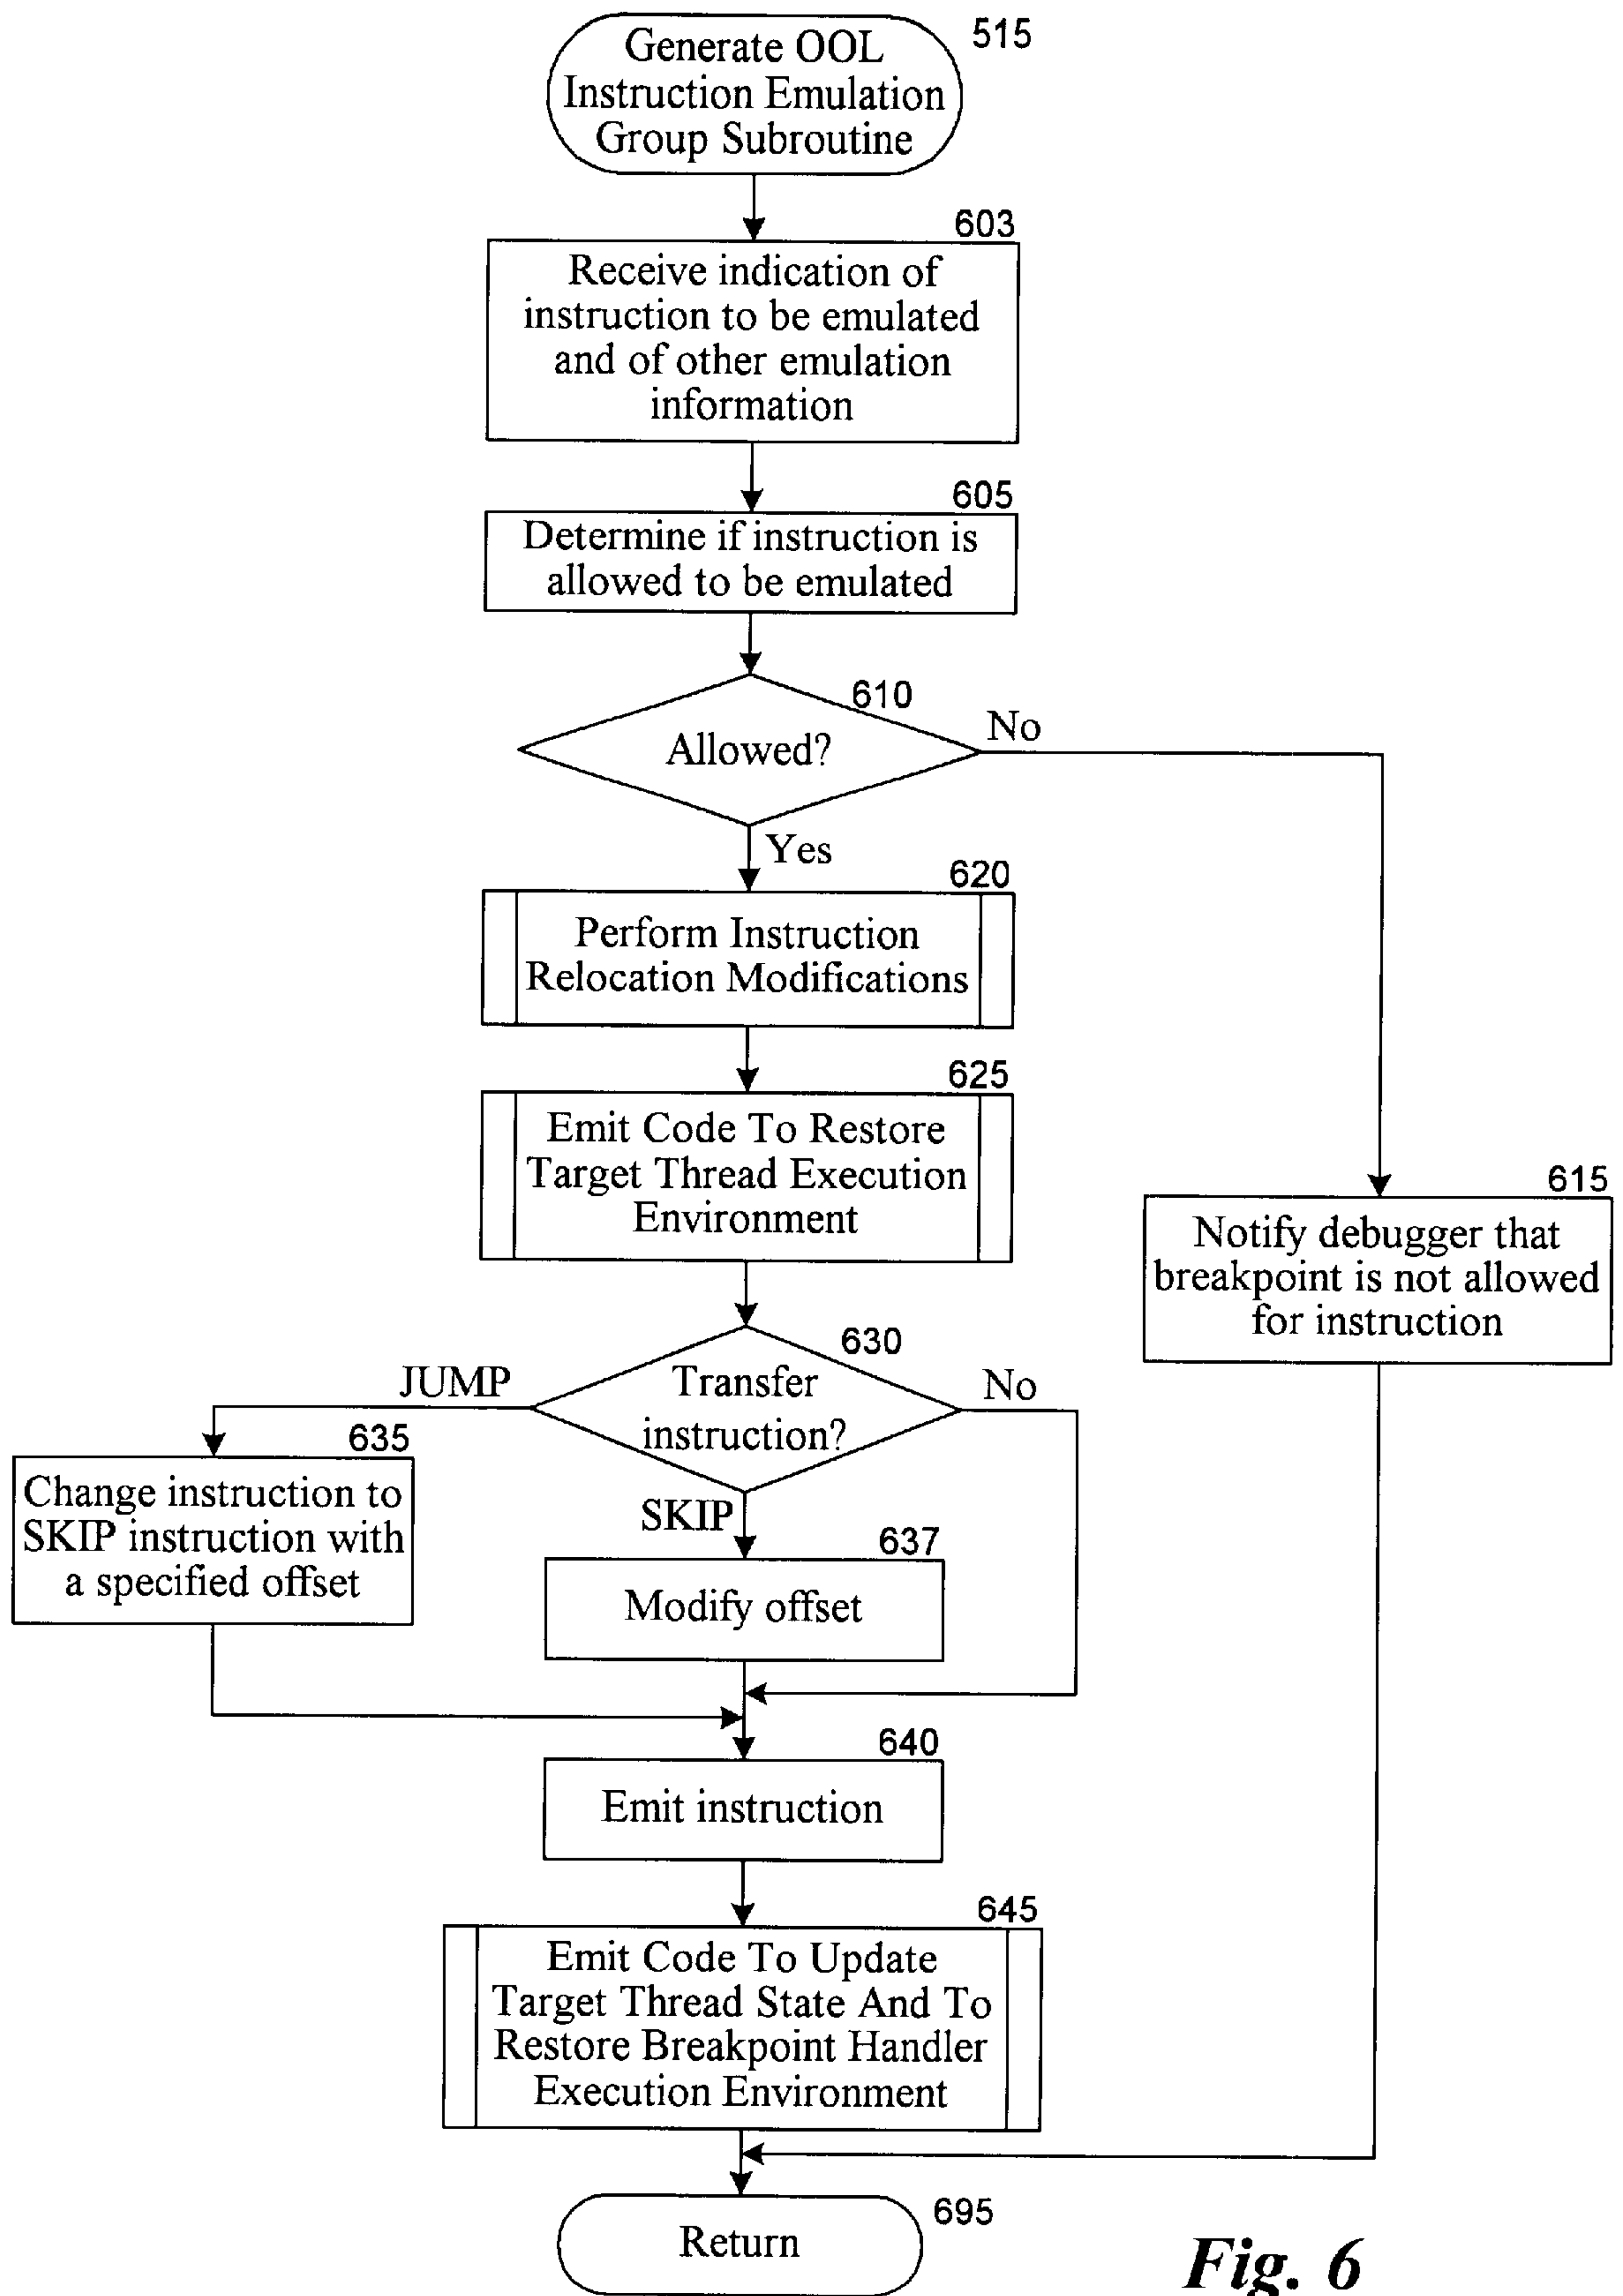 Generate OOL
Instruction Emulation
Group Subroutine
515
603
Receive indication of
instruction to be emulated
and of other emulation
information
605
Determine if instruction is
allowed to be emulated
610
Allowed?
No
Yes
620
Perform Instruction
Relocation Modifications
625
Emit Code To Restore
Target Thread Execution
Environment
615
Notify debugger that
breakpoint is not allowed
for instruction
630
Transfer
instruction?
JUMP
No
SKIP
635
Change instruction to
SKIP instruction with
a specified offset
637
Modify offset
640
Emit instruction
645
Emit Code To Update
Target Thread State And To
Restore Breakpoint Handler
Execution Environment
695
Return
Fig. 6